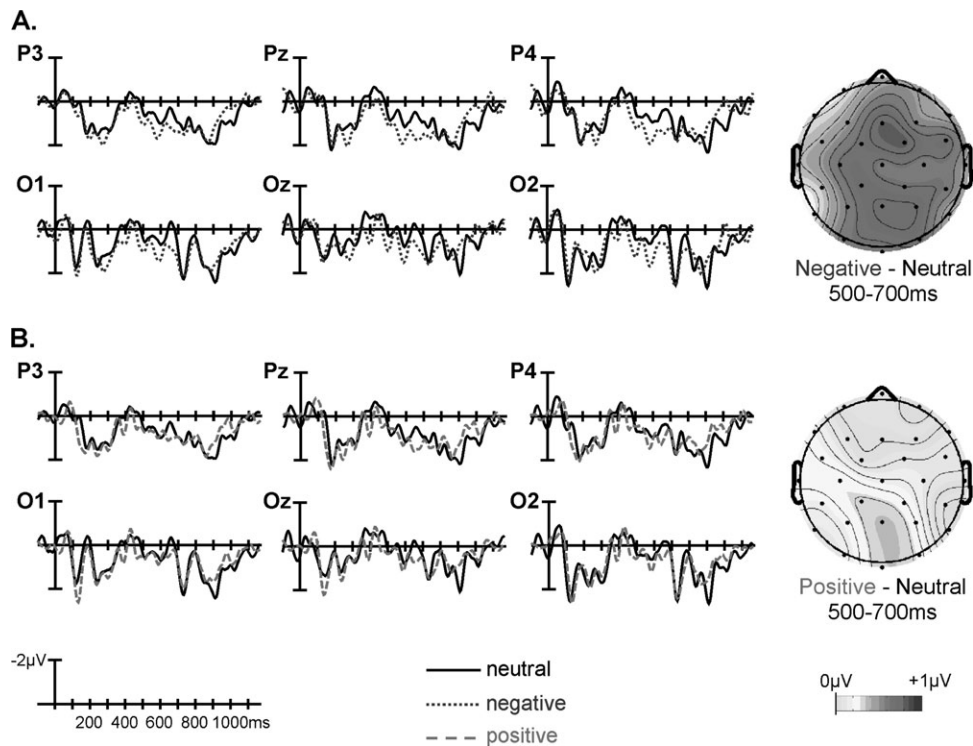 A.
P3 Pz P4
O1 Oz O2
Negative - Neutral
500-700ms
B.
P3 Pz P4
O1 Oz O2
Positive - Neutral
500-700ms
-2µV
200 400 600 800 1000ms
neutral
negative
positive
0µV +1µV